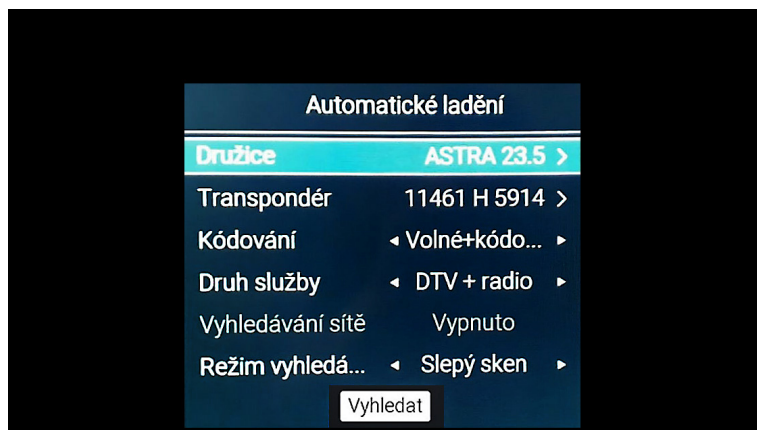 Automatické ladění
Družice ASTRA 23.5 >
Transpondér 11461 H 5914 >
Kódování ◂ Volné+kódo... ▸
Druh služby ◂ DTV + radio ▸
Vyhledávání sítě Vypnuto
Režim vyhledá... ◂ Slepý sken ▸
Vyhledat